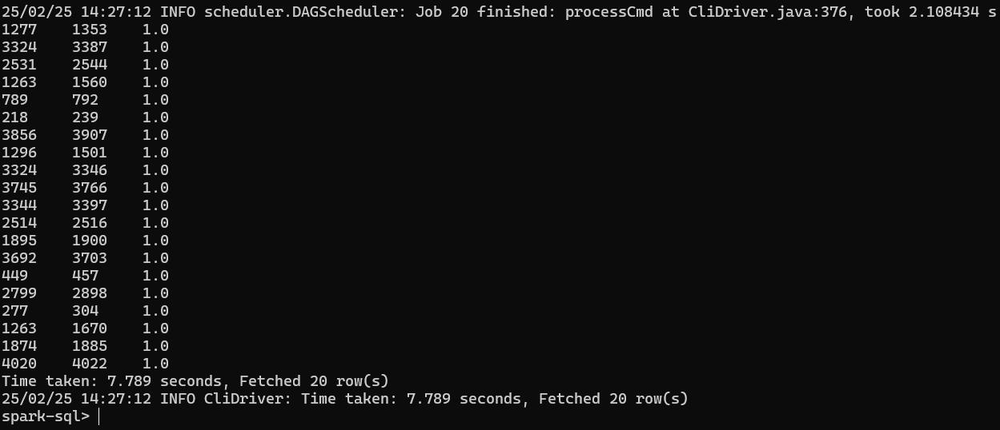 25/02/25 14:27:12 INFO scheduler.DAGScheduler: Job 20 finished: processCmd at CliDriver.java:376, took 2.108434 s
1277    1353    1.0
3324    3387    1.0
2531    2544    1.0
1263    1560    1.0
789     792     1.0
218     239     1.0
3856    3907    1.0
1296    1501    1.0
3324    3346    1.0
3745    3766    1.0
3344    3397    1.0
2514    2516    1.0
1895    1900    1.0
3692    3703    1.0
449     457     1.0
2799    2898    1.0
277     304     1.0
1263    1670    1.0
1874    1885    1.0
4020    4022    1.0
Time taken: 7.789 seconds, Fetched 20 row(s)
25/02/25 14:27:12 INFO CliDriver: Time taken: 7.789 seconds, Fetched 20 row(s)
spark-sql>